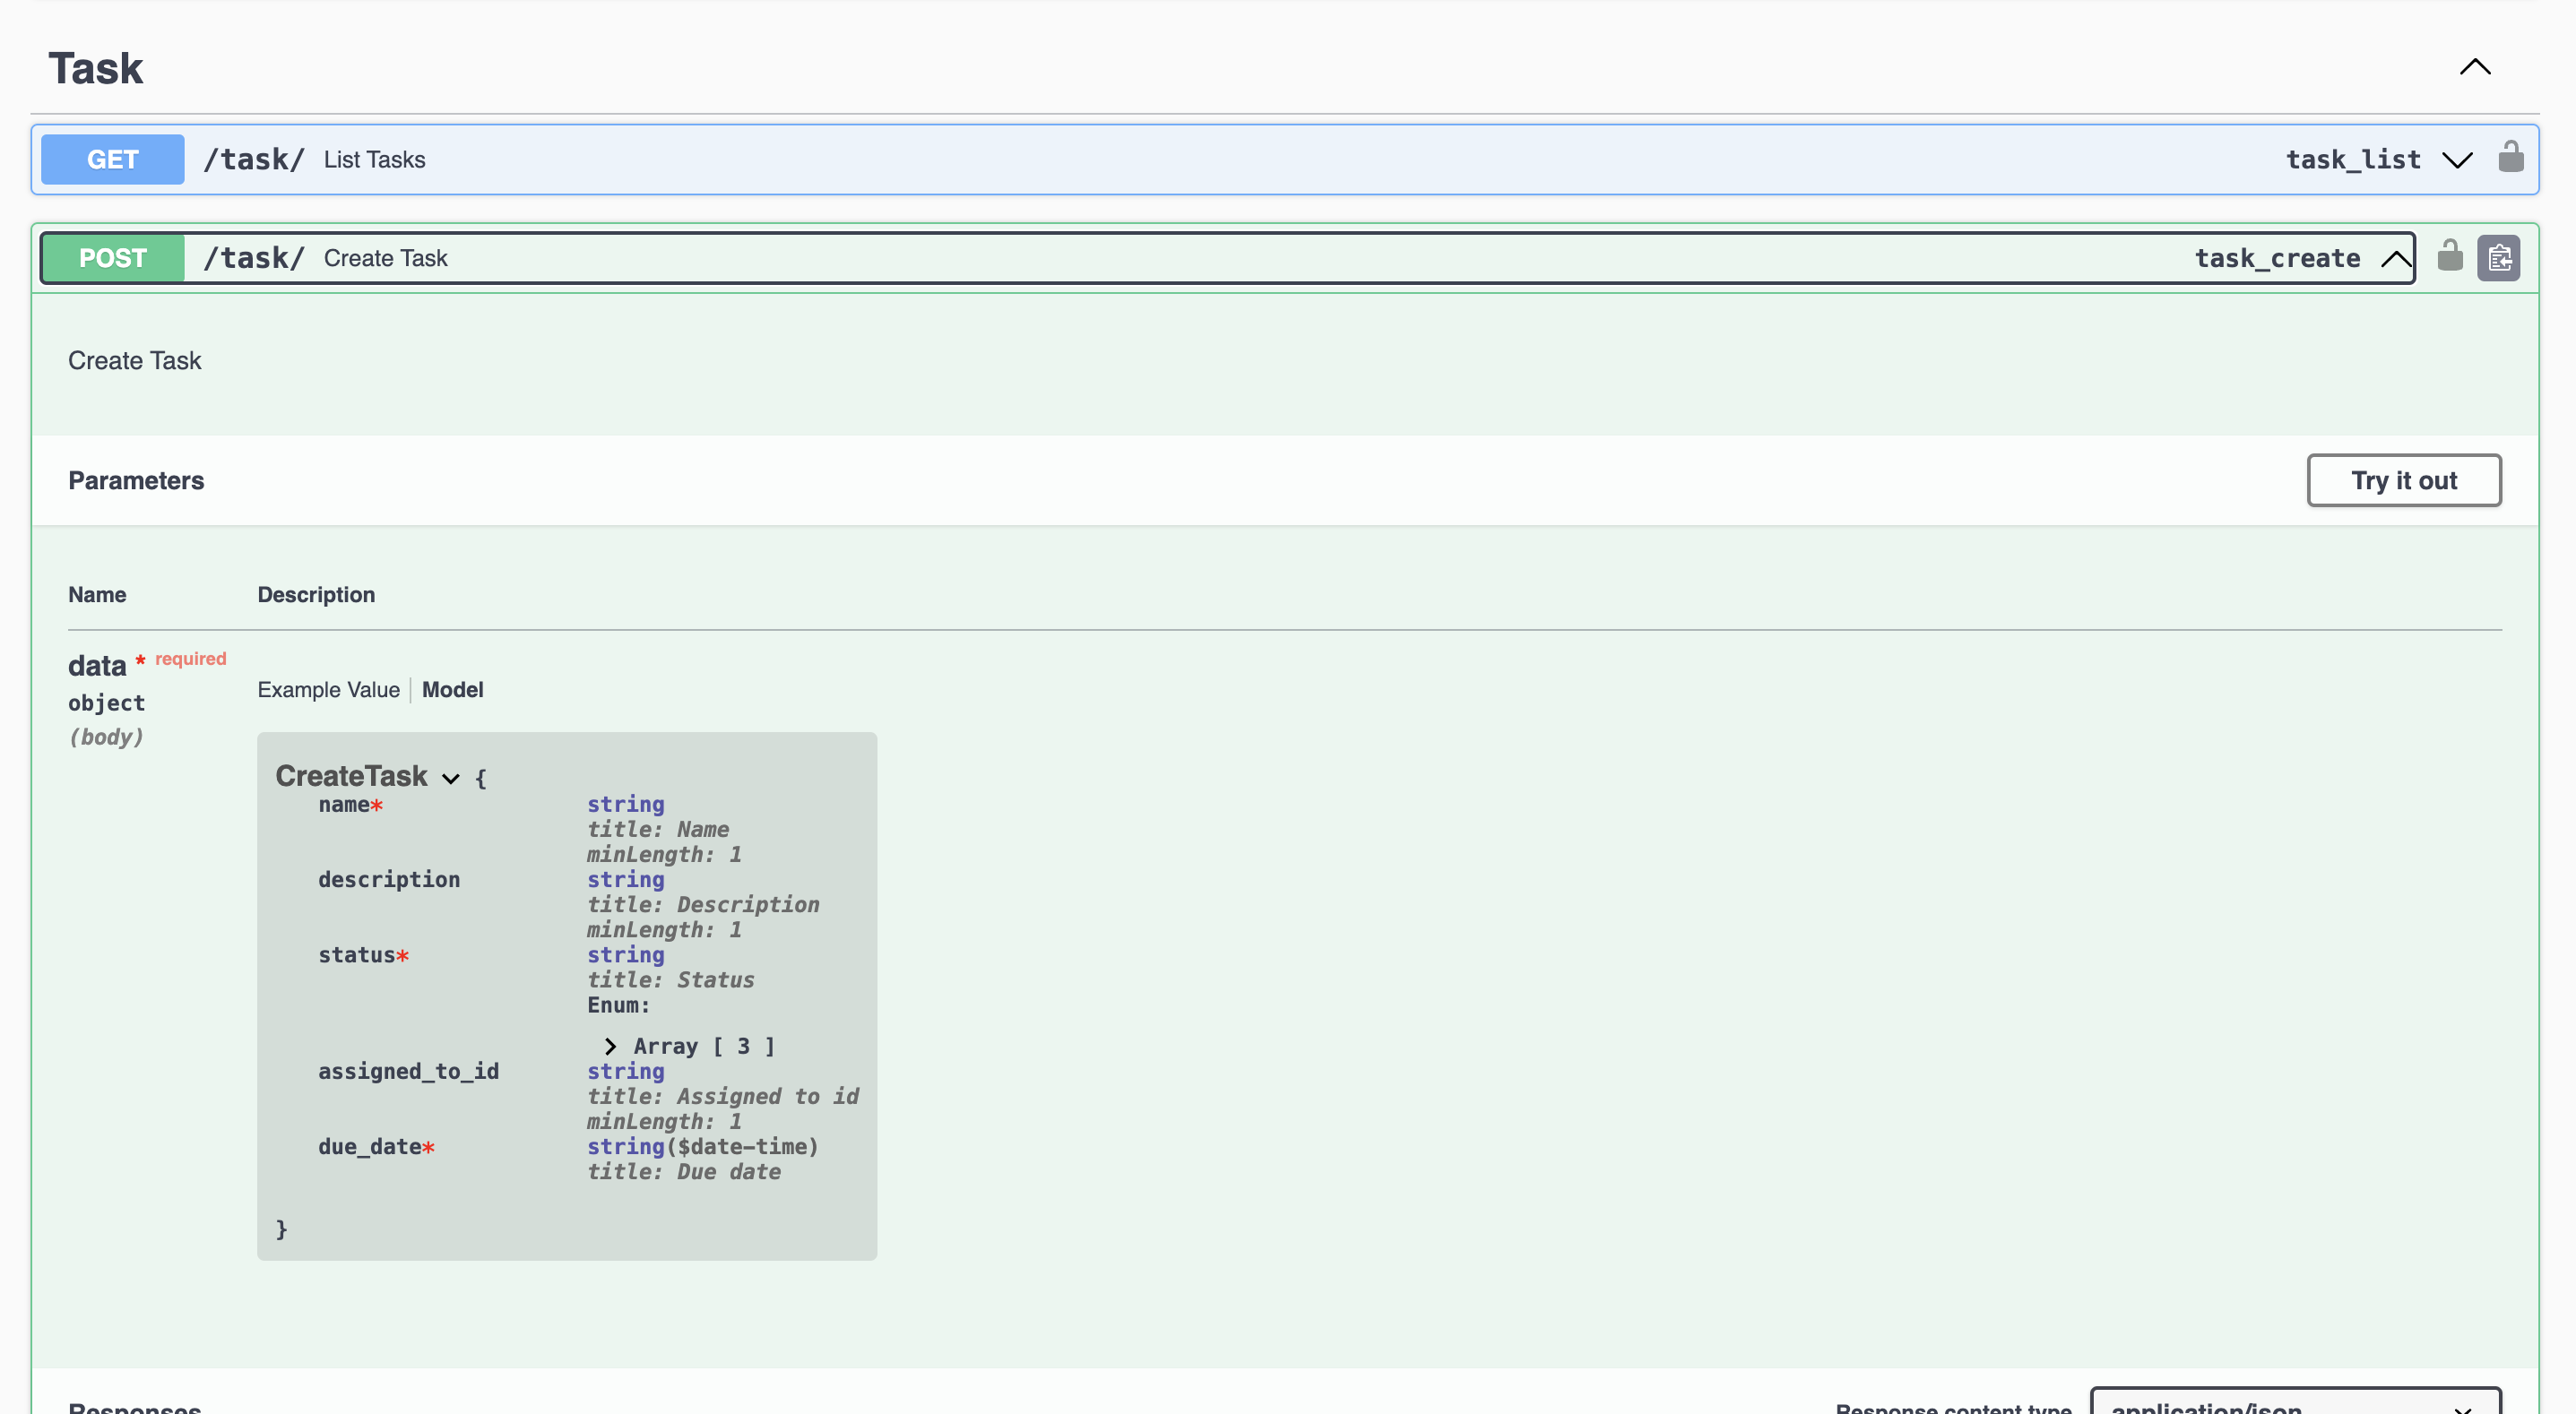 Task
GET /task/ List Tasks task_list
POST /task/ Create Task task_create
Create Task
Parameters Try it out
Name Description
data * required
object
(body)
Example Value Model
CreateTask {
name* string
title: Name
minLength: 1
description string
title: Description
minLength: 1
status* string
title: Status
Enum:
Array [ 3 ]
assigned_to_id string
title: Assigned to id
minLength: 1
due_date* string($date-time)
title: Due date
}
Responses Response content type application/json